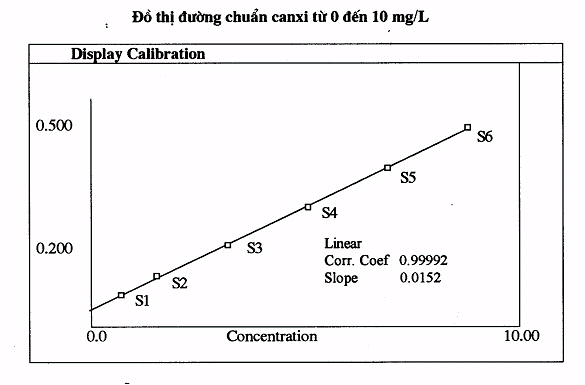 Đồ thị đường chuẩn canxi từ 0 đến 10 mg/L
Display Calibration
0.500
S6
S5
S4
0.200
S3
Linear
Corr. Coef 0.99992
Slope 0.0152
S2
S1
0.0 Concentration 10.00